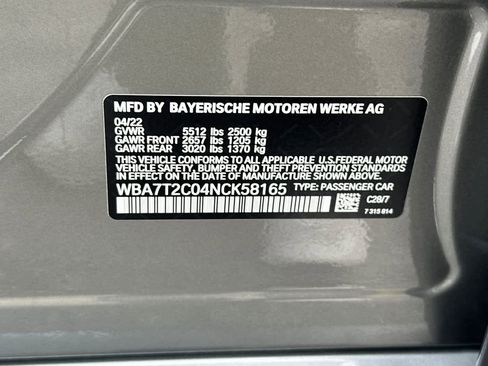 MFD BY BAYERISCHE MOTOREN WERKE AG
04/22
GVWR 5512 lbs 2500 kg
GAWR FRONT 2657 lbs 1205 kg
GAWR REAR 3020 lbs 1370 kg
THIS VEHICLE CONFORMS TO ALL APPLICABLE U.S.FEDERAL MOTOR
VEHICLE SAFETY, BUMPER, AND THEFT PREVENTION STANDARDS
IN EFFECT ON THE DATE OF MANUFACTURE SHOWN ABOVE.
WBA7T2C04NCK58165 TYPE: PASSENGER CAR
C28/7
7 315 814